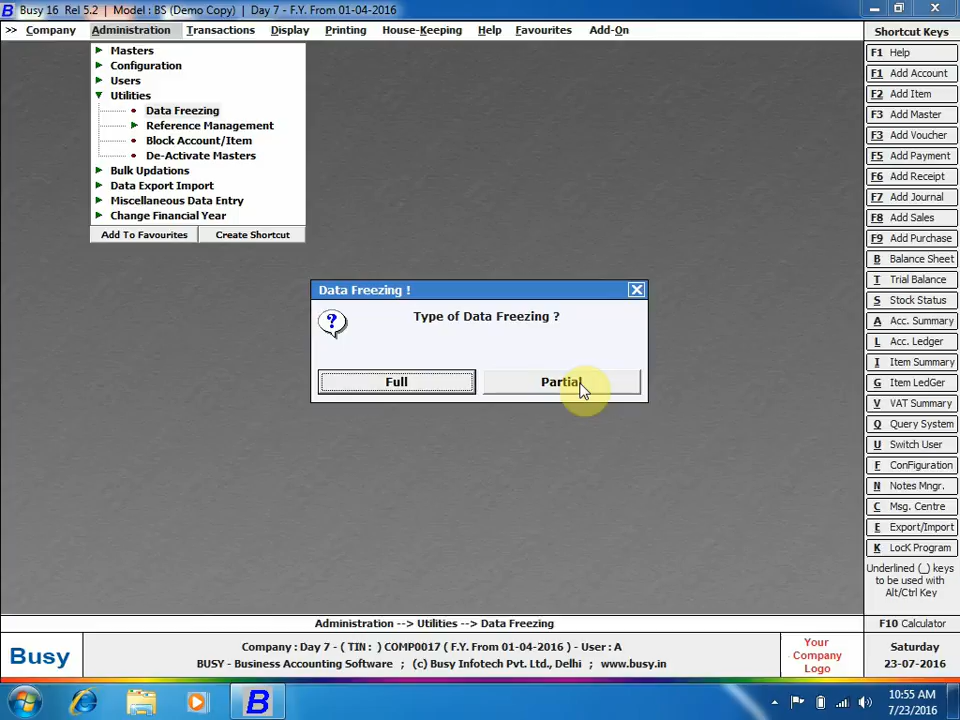 Busy 16 Rel 5.2 | Model: BS (Demo Copy) | Day 7 - F.Y. From 01-04-2016
>> Company Administration Transactions Display Printing House-Keeping Help Favourites Add-On
Masters
Configuration
Users
Utilities
Data Freezing
Reference Management
Block Account/Item
De-Activate Masters
Bulk Updations
Data Export Import
Miscellaneous Data Entry
Change Financial Year
Add To Favourites Create Shortcut
Data Freezing !
Type of Data Freezing ?
Full Partial
Shortcut Keys
F1 Help
F1 Add Account
F2 Add Item
F3 Add Master
F3 Add Voucher
F5 Add Payment
F6 Add Receipt
F7 Add Journal
F8 Add Sales
F9 Add Purchase
B Balance Sheet
T Trial Balance
S Stock Status
A Acc. Summary
L Acc. Ledger
I Item Summary
G Item LedGer
V VAT Summary
Q Query System
U Switch User
F ConFiguration
N Notes Mngr.
C Msg. Centre
E Export/Import
K LocK Program
Underlined (_) keys
to be used with
Alt/Ctrl Key
F10 Calculator
Administration --> Utilities --> Data Freezing
Busy
Company : Day 7 - ( TIN : ) COMP0017 ( F.Y. From 01-04-2016 ) - User : A
BUSY - Business Accounting Software ; (c) Busy Infotech Pvt. Ltd., Delhi ; www.busy.in
Your
Company
Logo
Saturday
23-07-2016
10:55 AM
7/23/2016